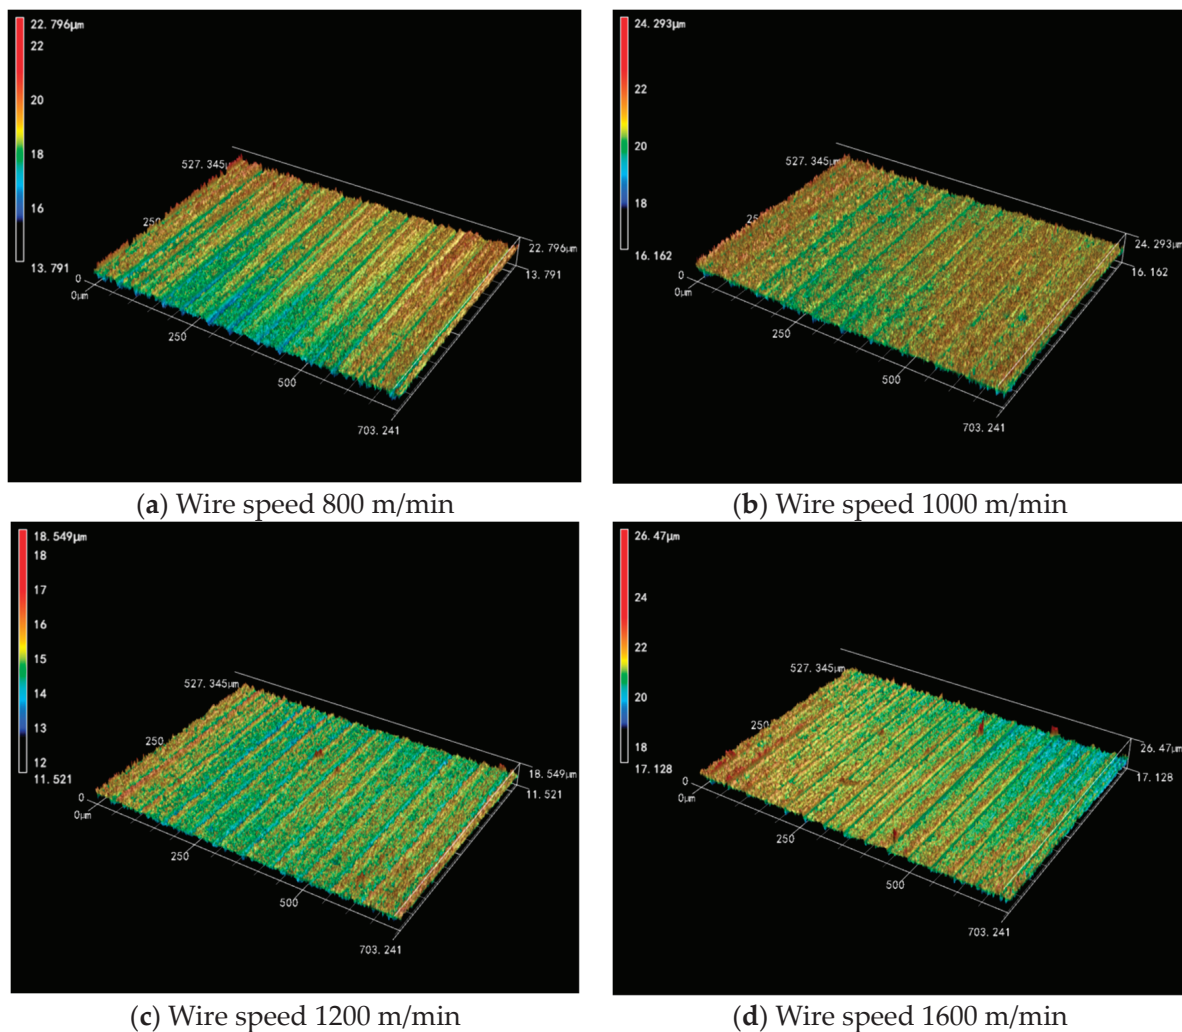 22.796μm
22
20
18
16
13.791
527.345μm
250
0
0μm
250
500
703.241
22.796μm
13.791
(a) Wire speed 800 m/min
24.293μm
22
20
18
16.162
527.345μm
250
0
0μm
250
500
703.241
24.293μm
16.162
(b) Wire speed 1000 m/min
18.549μm
18
17
16
15
14
13
12
11.521
527.345μm
250
0
0μm
250
500
703.241
18.549μm
11.521
(c) Wire speed 1200 m/min
26.47μm
24
22
20
18
17.128
527.345μm
250
0
0μm
250
500
703.241
26.47μm
17.128
(d) Wire speed 1600 m/min